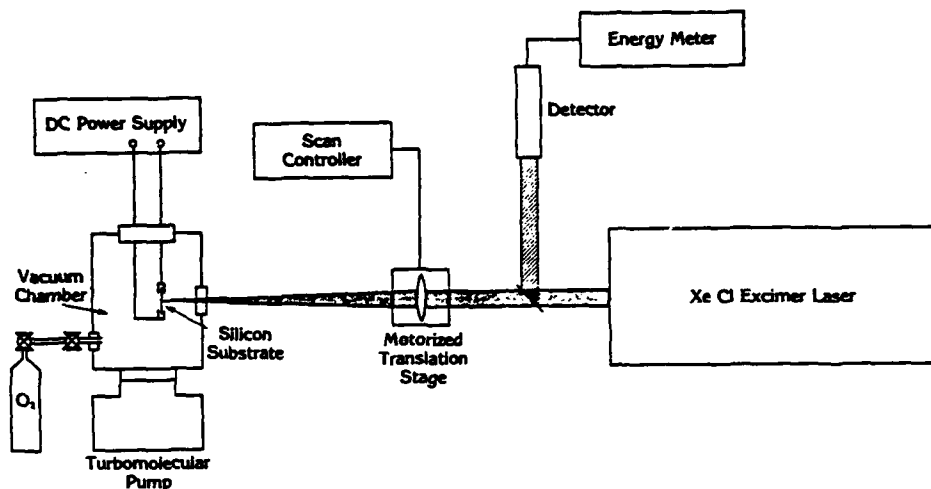 Energy Meter
Detector
DC Power Supply
Scan
Controller
Vacuum
Chamber
Xe Cl Excimer Laser
Silicon
Substrate
Motorized
Translation
Stage
O₂
Turbomolecular
Pump